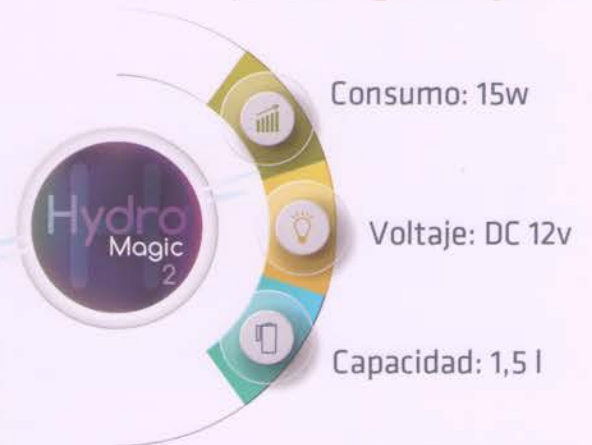 Consumo: 15w
Hydro
Magic
2
Voltaje: DC 12v
Capacidad: 1,5 l